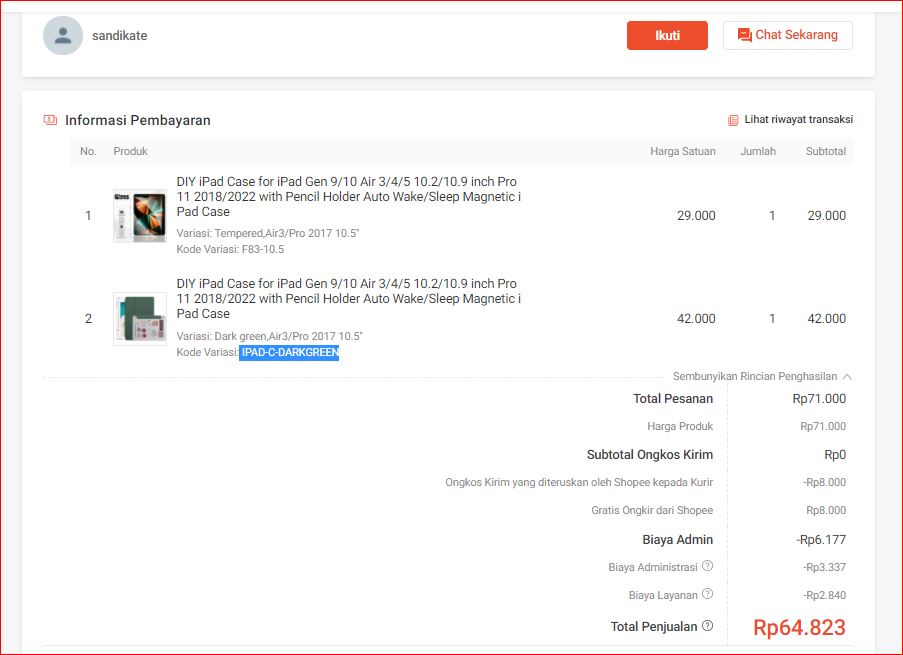 sandikate
Ikuti
Chat Sekarang
Informasi Pembayaran
Lihat riwayat transaksi
No. Produk Harga Satuan Jumlah Subtotal
DIY iPad Case for iPad Gen 9/10 Air 3/4/5 10.2/10.9 inch Pro
11 2018/2022 with Pencil Holder Auto Wake/Sleep Magnetic i
Pad Case
1 29.000 1 29.000
Variasi: Tempered,Air3/Pro 2017 10.5"
Kode Variasi: F83-10.5
DIY iPad Case for iPad Gen 9/10 Air 3/4/5 10.2/10.9 inch Pro
11 2018/2022 with Pencil Holder Auto Wake/Sleep Magnetic i
Pad Case
2 42.000 1 42.000
Variasi: Dark green,Air3/Pro 2017 10.5"
Kode Variasi: IPAD-C-DARKGREEN
Sembunyikan Rincian Penghasilan
Total Pesanan Rp71.000
Harga Produk Rp71.000
Subtotal Ongkos Kirim Rp0
Ongkos Kirim yang diteruskan oleh Shopee kepada Kurir -Rp8.000
Gratis Ongkir dari Shopee Rp8.000
Biaya Admin -Rp6.177
Biaya Administrasi -Rp3.337
Biaya Layanan -Rp2.840
Total Penjualan Rp64.823